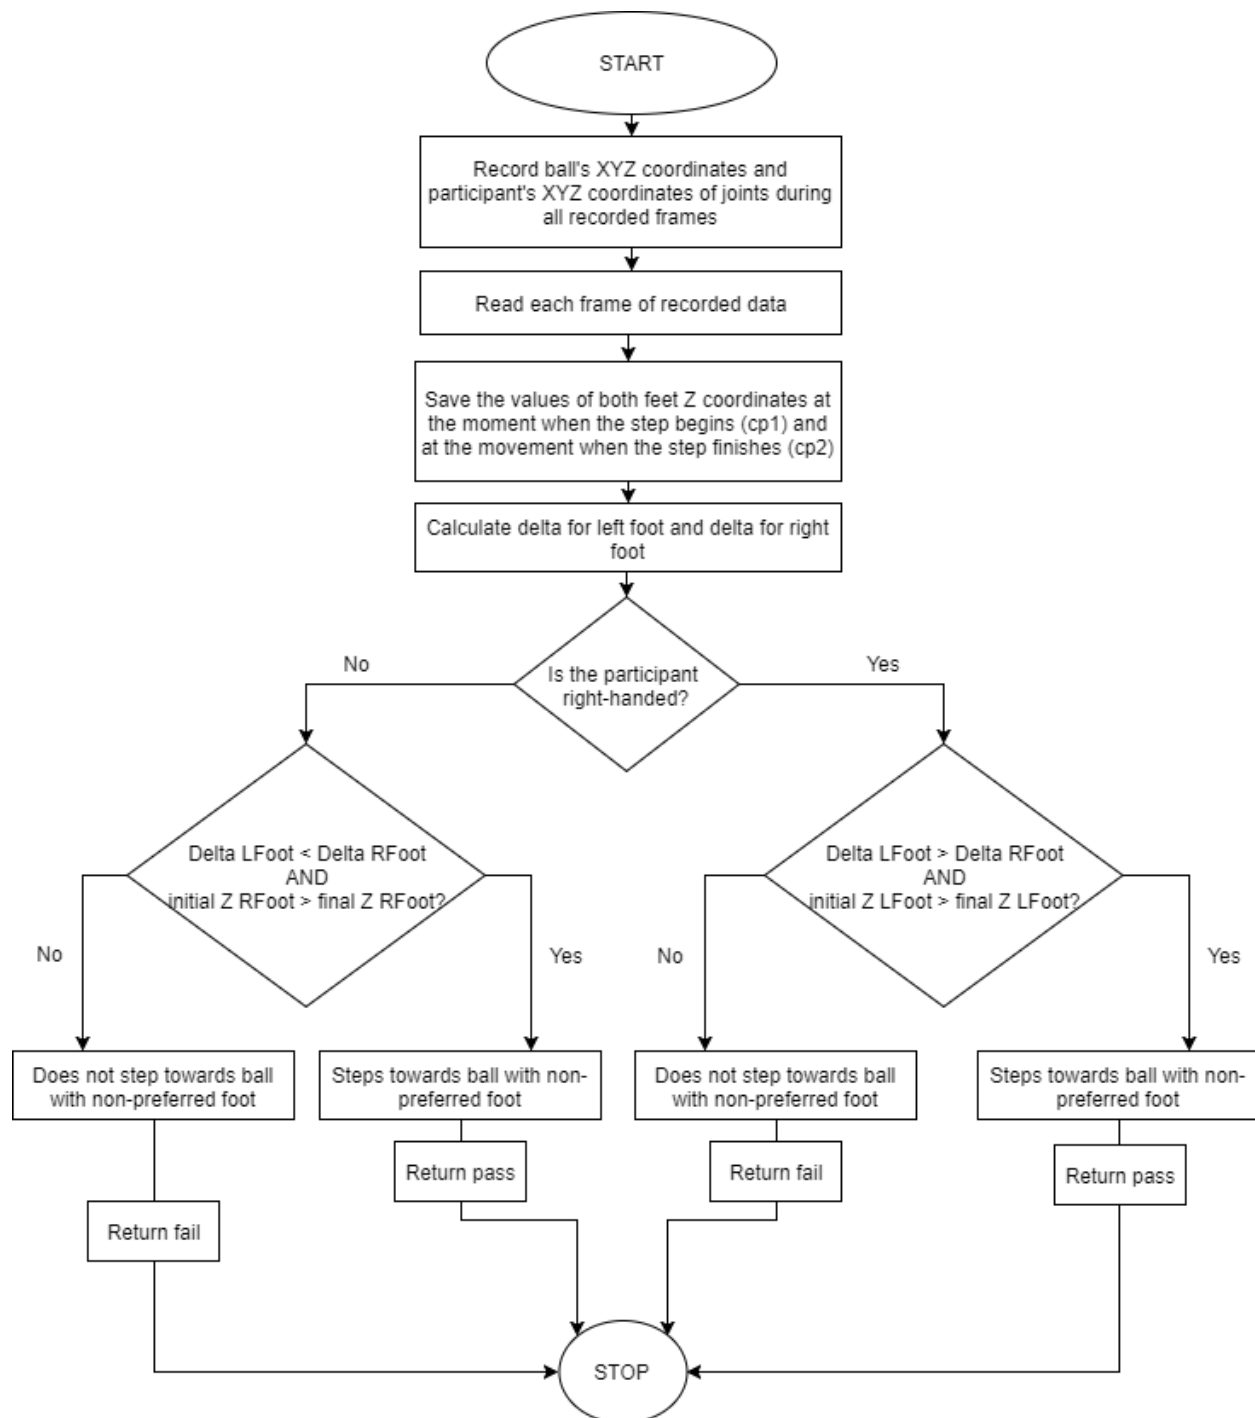 START
Record ball's XYZ coordinates and
participant's XYZ coordinates of joints during
all recorded frames
Read each frame of recorded data
Save the values of both feet Z coordinates at
the moment when the step begins (cp1) and
at the movement when the step finishes (cp2)
Calculate delta for left foot and delta for right
foot
Is the participant
right-handed?
No
Yes
Delta LFoot < Delta RFoot
AND
initial Z RFoot > final Z RFoot?
Delta LFoot > Delta RFoot
AND
initial Z LFoot > final Z LFoot?
No
Yes
No
Yes
Does not step towards ball
with non-preferred foot
Steps towards ball with non-
preferred foot
Does not step towards ball
with non-preferred foot
Steps towards ball with non-
preferred foot
Return fail
Return pass
Return fail
Return pass
STOP